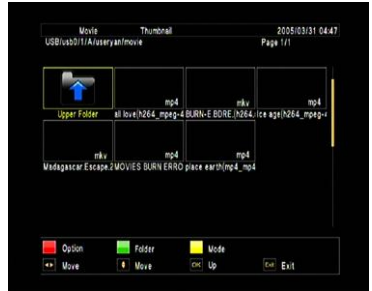 Movie Thumbnail 2005/03/31 04:47
USB/usb0/1/A/useryan/movie Page 1/1
mp4 mkv mp4
Upper Folder all love(h264_mpeg-4 BURN-E BDRE,(h264, ice age(h264_mpeg-4
mkv mp4 mp4
Madagascar.Escape.2 MOVIES BURN ERRO place earth(mp4_mp4
Option Folder Mode
Move Move OK Up Exit Exit